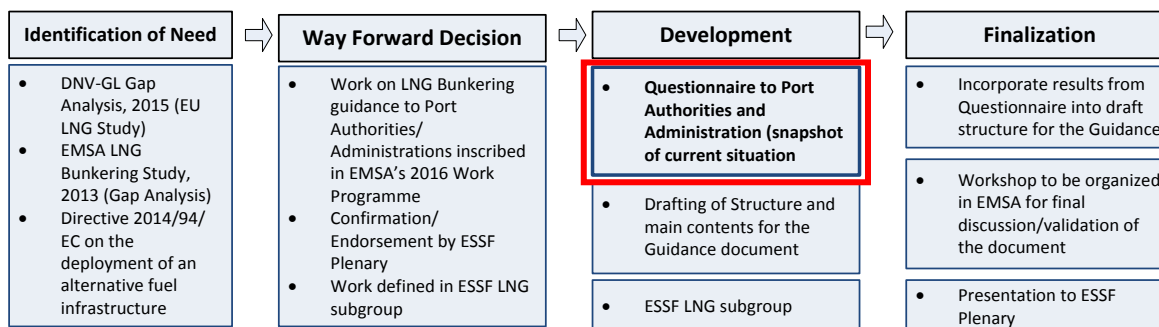 Identification of Need
• DNV-GL Gap
Analysis, 2015 (EU
LNG Study)
• EMSA LNG
Bunkering Study,
2013 (Gap Analysis)
• Directive 2014/94/
EC on the
deployment of an
alternative fuel
infrastructure
Way Forward Decision
• Work on LNG Bunkering
guidance to Port
Authorities/
Administrations inscribed
in EMSA's 2016 Work
Programme
• Confirmation/
Endorsement by ESSF
Plenary
• Work defined in ESSF LNG
subgroup
Development
• Questionnaire to Port
Authorities and
Administration (snapshot
of current situation
• Drafting of Structure and
main contents for the
Guidance document
• ESSF LNG subgroup
Finalization
• Incorporate results from
Questionnaire into draft
structure for the Guidance
• Workshop to be organized
in EMSA for final
discussion/validation of
the document
• Presentation to ESSF
Plenary